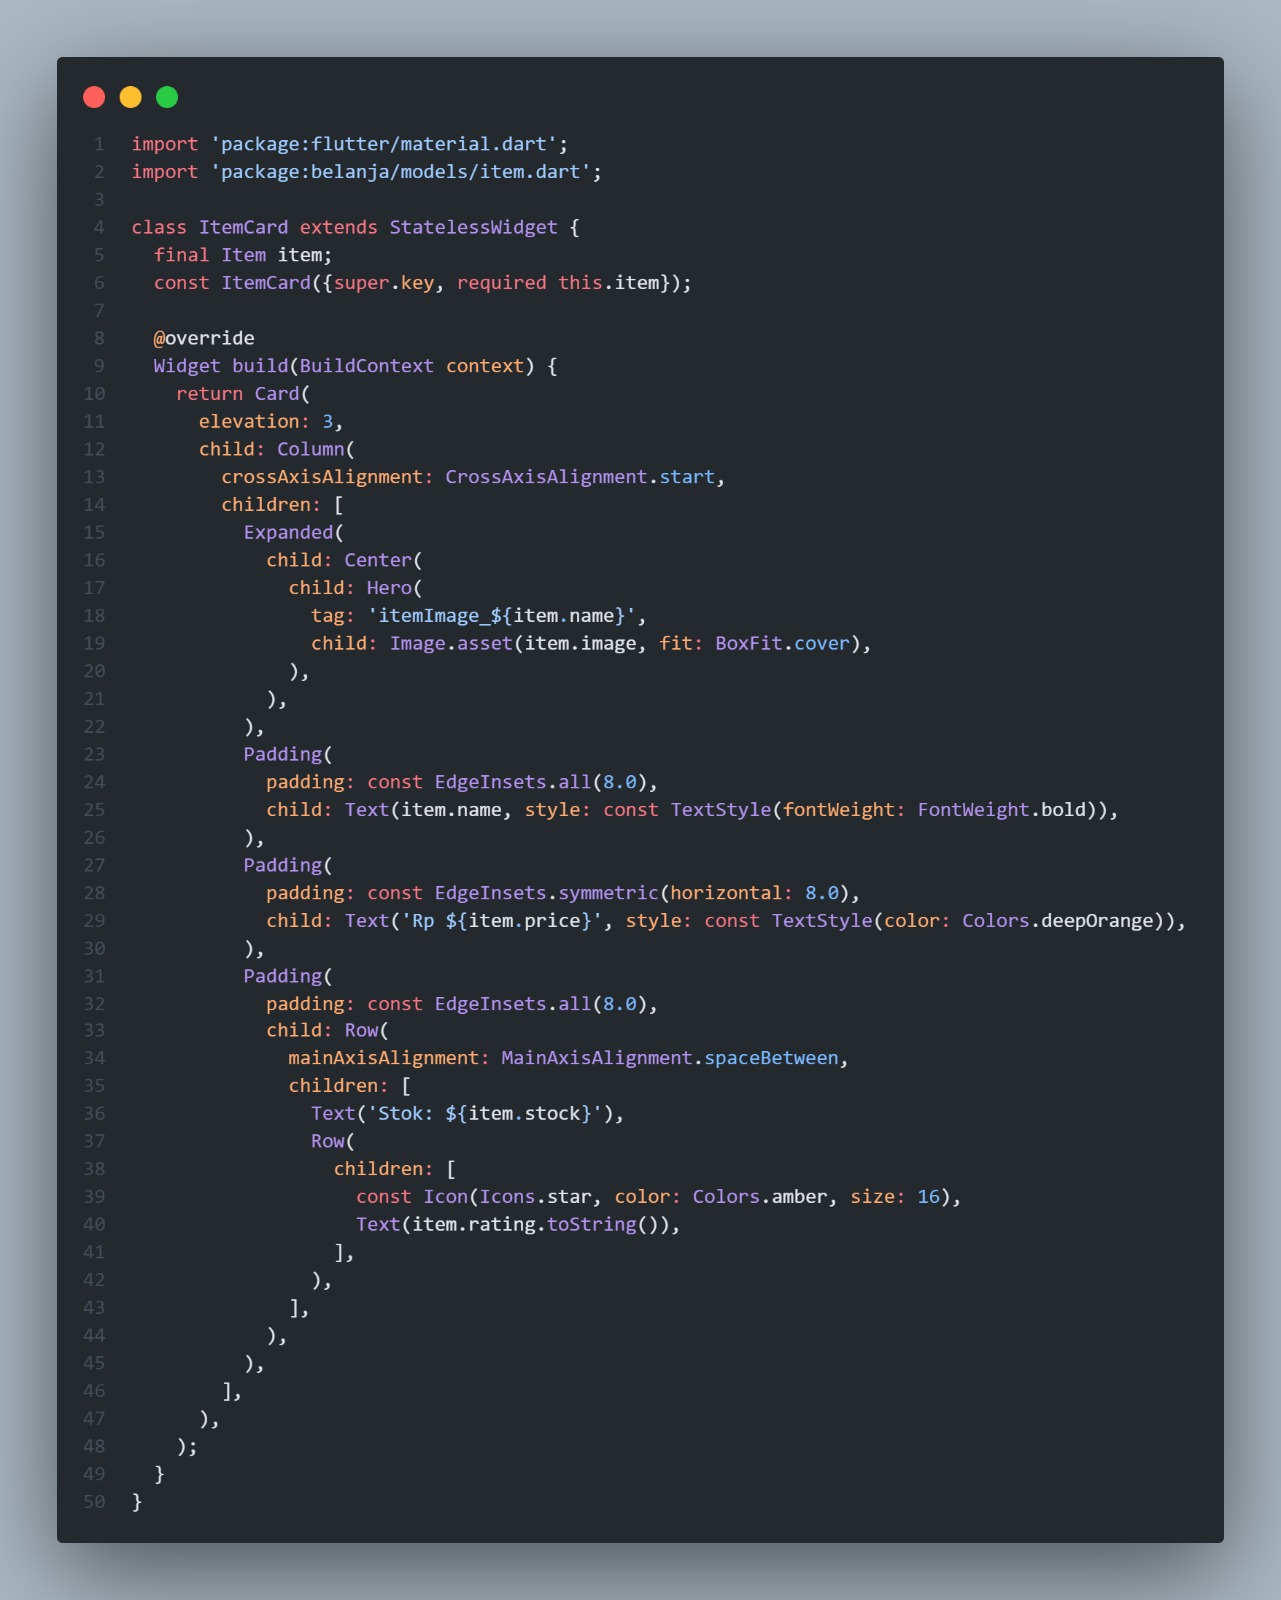 1 import 'package:flutter/material.dart';
2 import 'package:belanja/models/item.dart';
3
4 class ItemCard extends StatelessWidget {
5   final Item item;
6   const ItemCard({super.key, required this.item});
7
8   @override
9   Widget build(BuildContext context) {
10     return Card(
11       elevation: 3,
12       child: Column(
13         crossAxisAlignment: CrossAxisAlignment.start,
14         children: [
15           Expanded(
16             child: Center(
17               child: Hero(
18                 tag: 'itemImage_${item.name}',
19                 child: Image.asset(item.image, fit: BoxFit.cover),
20               ),
21             ),
22           ),
23           Padding(
24             padding: const EdgeInsets.all(8.0),
25             child: Text(item.name, style: const TextStyle(fontWeight: FontWeight.bold)),
26           ),
27           Padding(
28             padding: const EdgeInsets.symmetric(horizontal: 8.0),
29             child: Text('Rp ${item.price}', style: const TextStyle(color: Colors.deepOrange)),
30           ),
31           Padding(
32             padding: const EdgeInsets.all(8.0),
33             child: Row(
34               mainAxisAlignment: MainAxisAlignment.spaceBetween,
35               children: [
36                 Text('Stok: ${item.stock}'),
37                 Row(
38                   children: [
39                     const Icon(Icons.star, color: Colors.amber, size: 16),
40                     Text(item.rating.toString()),
41                   ],
42                 ),
43               ],
44             ),
45           ),
46         ],
47       ),
48     );
49   }
50 }